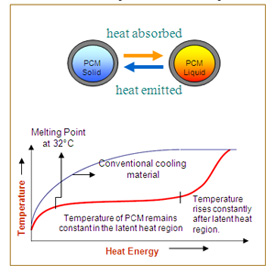 heat absorbed
PCM
Solid
PCM
Liquid
heat emitted
Melting Point
at 32°C
Conventional cooling
material
Temperature of PCM remains
constant in the latent heat region
Temperature
rises constantly
after latent heat
region.
Temperature
Heat Energy